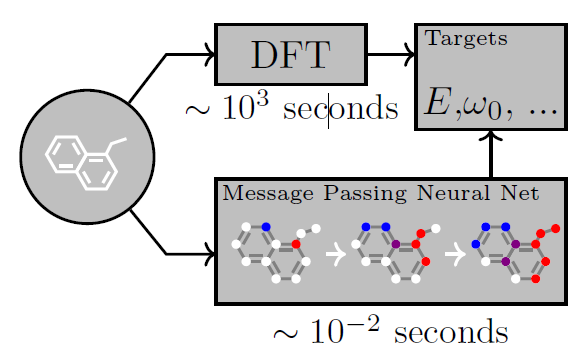 DFT
~ 10³ seconds
Targets
E,ω₀, ...
Message Passing Neural Net
~ 10⁻² seconds